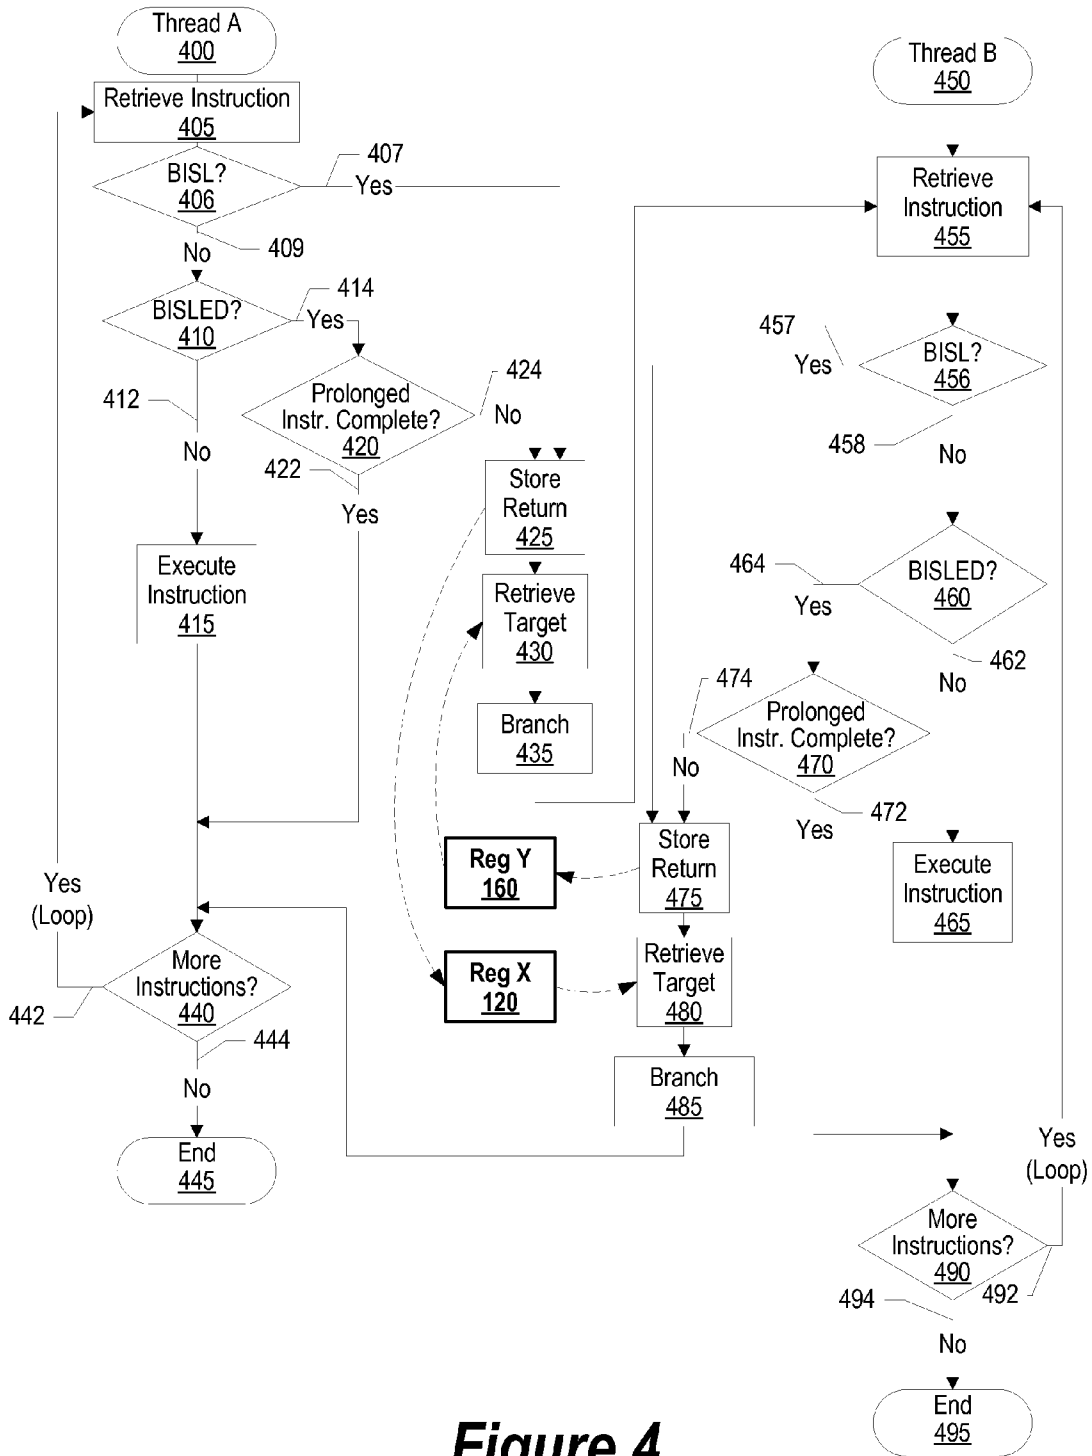 Thread A
400
Retrieve Instruction
405
BISL?
406
407
Yes
409
No
BISLED?
410
414
Yes
412
No
Prolonged
Instr. Complete?
420
424
No
422
Yes
Execute
Instruction
415
Store
Return
425
Retrieve
Target
430
Branch
435
Yes
(Loop)
More
Instructions?
440
442
444
No
End
445
Reg Y
160
Reg X
120
Thread B
450
Retrieve
Instruction
455
457
Yes
BISL?
456
458
No
464
Yes
BISLED?
460
462
No
474
No
Prolonged
Instr. Complete?
470
472
Yes
Store
Return
475
Execute
Instruction
465
Retrieve
Target
480
Branch
485
Yes
(Loop)
More
Instructions?
490
492
494
No
End
495
Figure 4